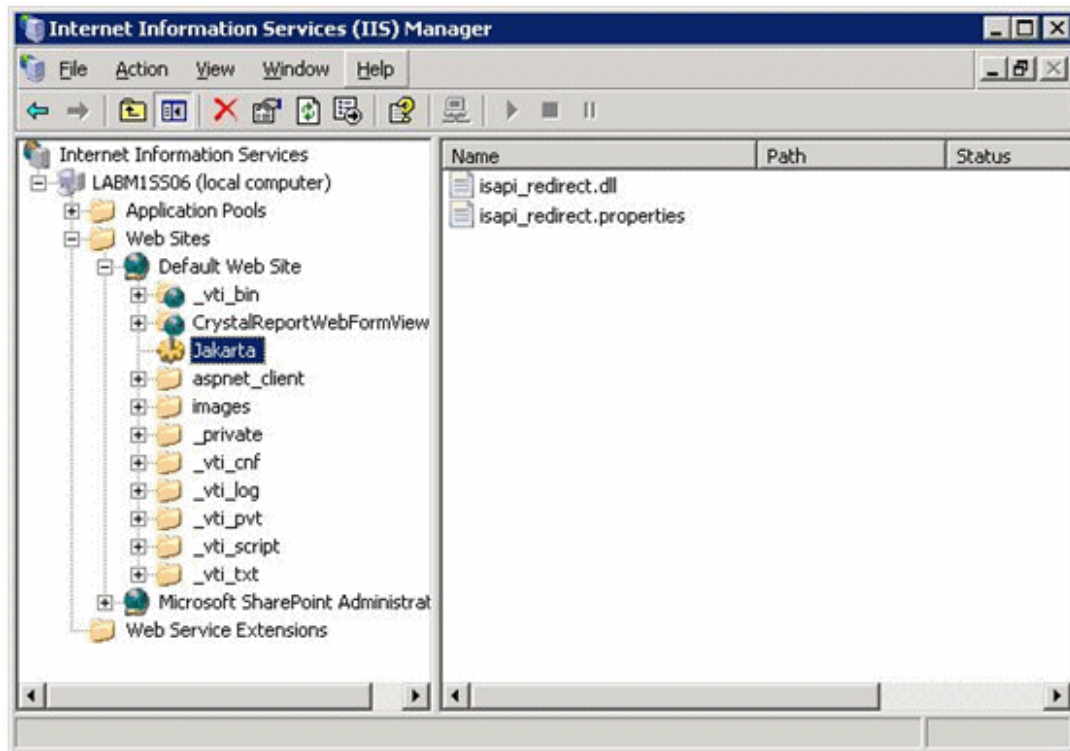 Internet Information Services (IIS) Manager
File Action View Window Help
Internet Information Services
LABM1SS06 (local computer)
Application Pools
Web Sites
Default Web Site
_vti_bin
CrystalReportWebFormView
Jakarta
aspnet_client
images
_private
_vti_cnf
_vti_log
_vti_pvt
_vti_script
_vti_txt
Microsoft SharePoint Administrat
Web Service Extensions
Name Path Status
isapi_redirect.dll
isapi_redirect.properties